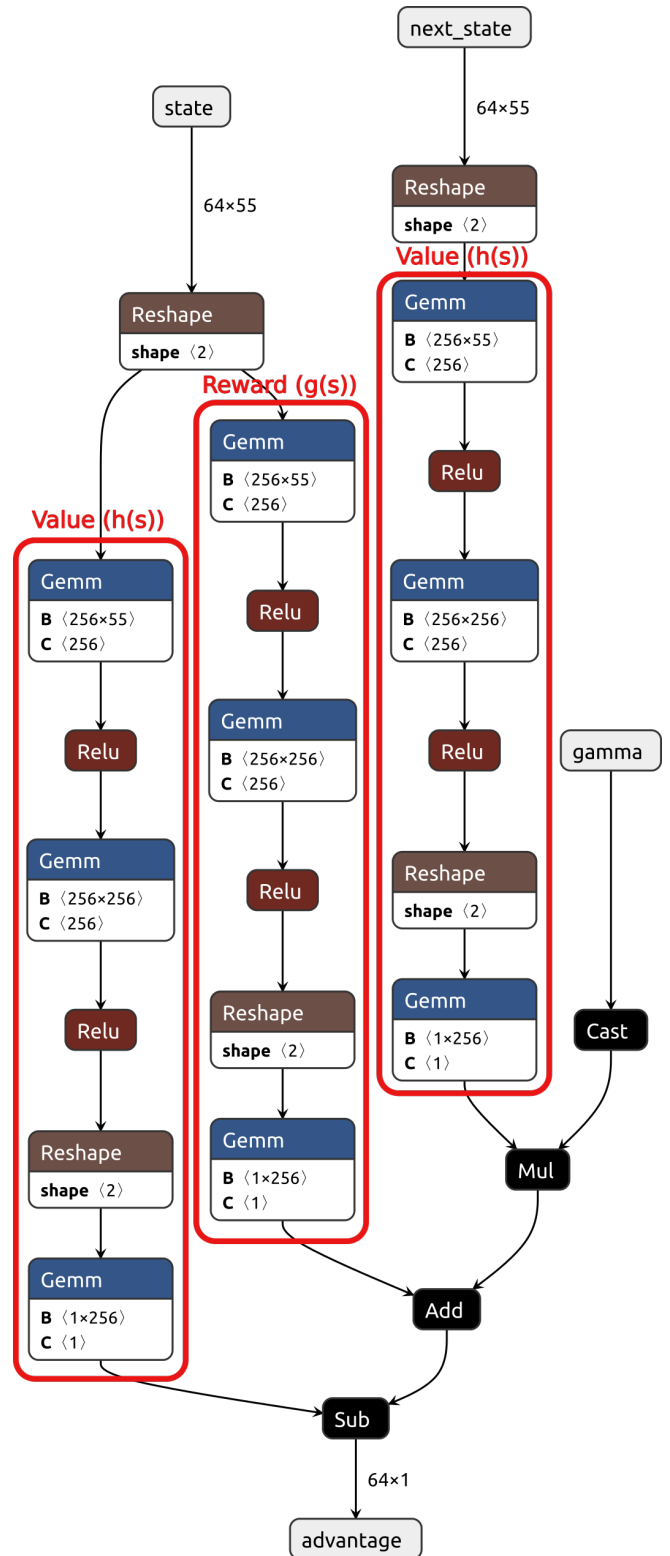 next_state
state
64×55
64×55
Reshape
shape 〈2〉
Value (h(s))
Reshape
shape 〈2〉
Gemm
B 〈256×55〉
C 〈256〉
Reward (g(s))
Gemm
B 〈256×55〉
C 〈256〉
Relu
Value (h(s))
Gemm
B 〈256×55〉
C 〈256〉
Gemm
B 〈256×256〉
C 〈256〉
Relu
Gemm
B 〈256×256〉
C 〈256〉
Relu
Relu
gamma
Gemm
B 〈256×256〉
C 〈256〉
Relu
Reshape
shape 〈2〉
Relu
Reshape
shape 〈2〉
Gemm
B 〈1×256〉
C 〈1〉
Cast
Reshape
shape 〈2〉
Gemm
B 〈1×256〉
C 〈1〉
Mul
Gemm
B 〈1×256〉
C 〈1〉
Add
Sub
64×1
advantage